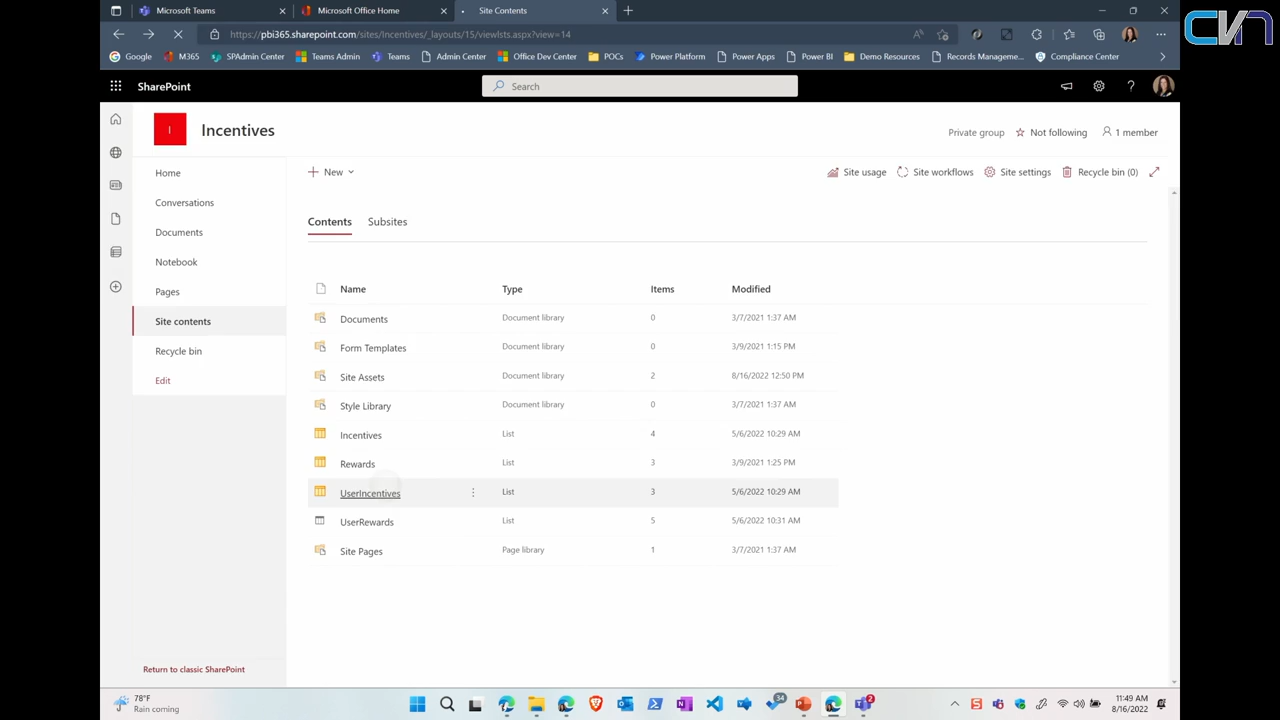 Microsoft Teams
Microsoft Office Home
Site Contents
CVN
https://pbi365.sharepoint.com/sites/Incentives/_layouts/15/viewlsts.aspx?view=14
Google
M365
SPAdmin Center
Teams Admin
Teams
Admin Center
Office Dev Center
POCs
Power Platform
Power Apps
Power BI
Demo Resources
Records Manageme...
Compliance Center
SharePoint
Search
I
Incentives
Private group
Not following
1 member
Home
Conversations
Documents
Notebook
Pages
Site contents
Recycle bin
Edit
Return to classic SharePoint
New
Site usage
Site workflows
Site settings
Recycle bin (0)
Contents
Subsites
Name Type Items Modified
Documents Document library 0 3/7/2021 1:37 AM
Form Templates Document library 0 3/9/2021 1:15 PM
Site Assets Document library 2 8/16/2022 12:50 PM
Style Library Document library 0 3/7/2021 1:37 AM
Incentives List 4 5/6/2022 10:29 AM
Rewards List 3 3/9/2021 1:25 PM
UserIncentives List 3 5/6/2022 10:29 AM
UserRewards List 5 5/6/2022 10:31 AM
Site Pages Page library 1 3/7/2021 1:37 AM
78°F
Rain coming
34
2
11:49 AM
8/16/2022